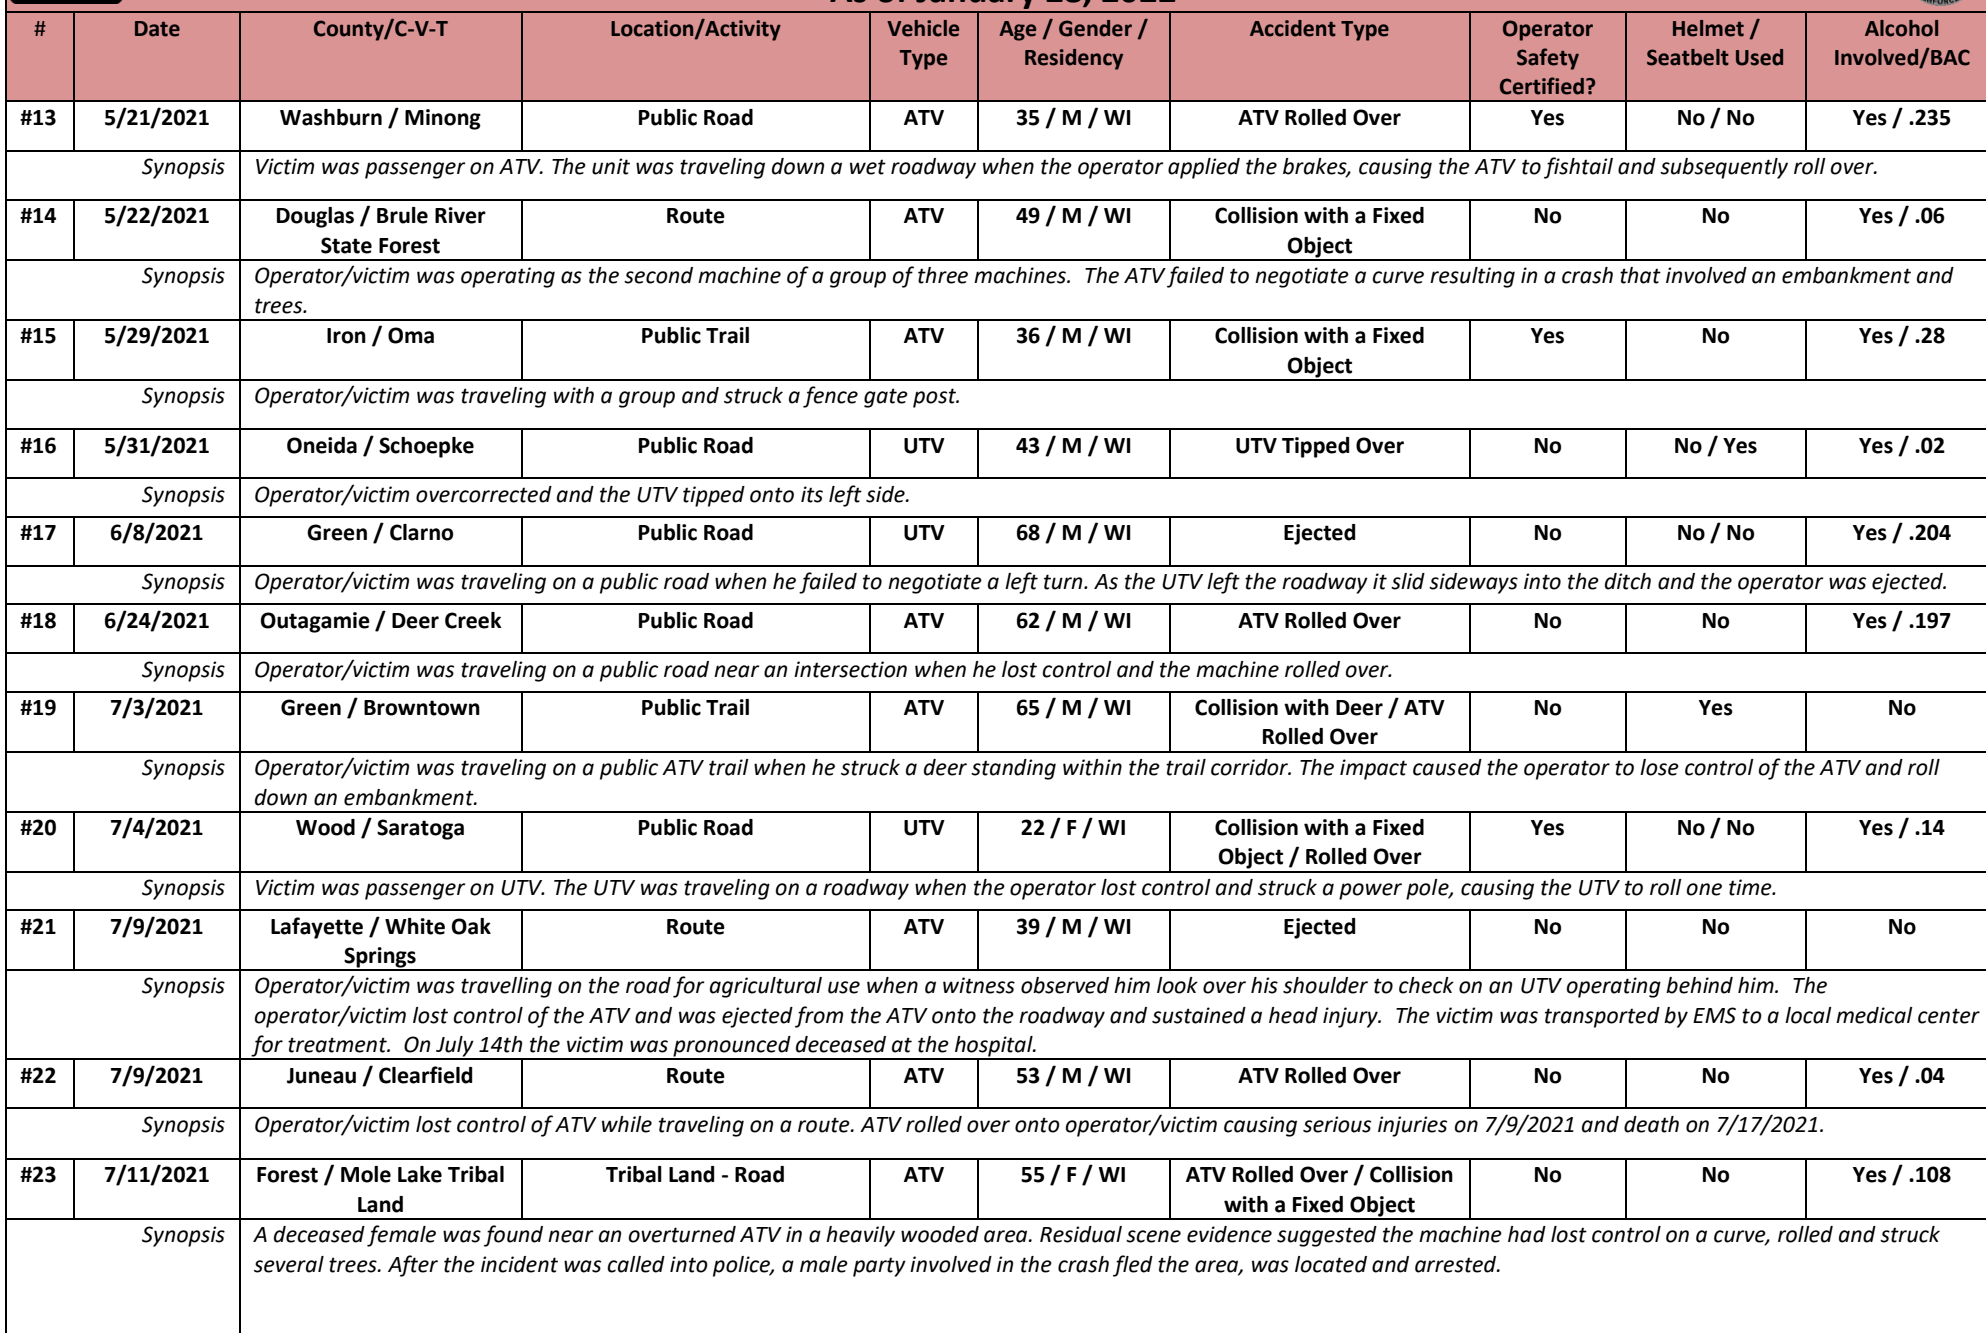 # Date County/C-V-T Location/Activity Vehicle Type Age / Gender / Residency Accident Type Operator Safety Certified? Helmet / Seatbelt Used Alcohol Involved/BAC
#13 5/21/2021 Washburn / Minong Public Road ATV 35 / M / WI ATV Rolled Over Yes No / No Yes / .235
Synopsis Victim was passenger on ATV. The unit was traveling down a wet roadway when the operator applied the brakes, causing the ATV to fishtail and subsequently roll over.
#14 5/22/2021 Douglas / Brule River State Forest Route ATV 49 / M / WI Collision with a Fixed Object No No Yes / .06
Synopsis Operator/victim was operating as the second machine of a group of three machines.  The ATV failed to negotiate a curve resulting in a crash that involved an embankment and
trees.
#15 5/29/2021 Iron / Oma Public Trail ATV 36 / M / WI Collision with a Fixed Object Yes No Yes / .28
Synopsis Operator/victim was traveling with a group and struck a fence gate post.
#16 5/31/2021 Oneida / Schoepke Public Road UTV 43 / M / WI UTV Tipped Over No No / Yes Yes / .02
Synopsis Operator/victim overcorrected and the UTV tipped onto its left side.
#17 6/8/2021 Green / Clarno Public Road UTV 68 / M / WI Ejected No No / No Yes / .204
Synopsis Operator/victim was traveling on a public road when he failed to negotiate a left turn. As the UTV left the roadway it slid sideways into the ditch and the operator was ejected.
#18 6/24/2021 Outagamie / Deer Creek Public Road ATV 62 / M / WI ATV Rolled Over No No Yes / .197
Synopsis Operator/victim was traveling on a public road near an intersection when he lost control and the machine rolled over.
#19 7/3/2021 Green / Browntown Public Trail ATV 65 / M / WI Collision with Deer / ATV Rolled Over No Yes No
Synopsis Operator/victim was traveling on a public ATV trail when he struck a deer standing within the trail corridor. The impact caused the operator to lose control of the ATV and roll
down an embankment.
#20 7/4/2021 Wood / Saratoga Public Road UTV 22 / F / WI Collision with a Fixed Object / Rolled Over Yes No / No Yes / .14
Synopsis Victim was passenger on UTV. The UTV was traveling on a roadway when the operator lost control and struck a power pole, causing the UTV to roll one time.
#21 7/9/2021 Lafayette / White Oak Springs Route ATV 39 / M / WI Ejected No No No
Synopsis Operator/victim was travelling on the road for agricultural use when a witness observed him look over his shoulder to check on an UTV operating behind him.  The
operator/victim lost control of the ATV and was ejected from the ATV onto the roadway and sustained a head injury.  The victim was transported by EMS to a local medical center
for treatment.  On July 14th the victim was pronounced deceased at the hospital.
#22 7/9/2021 Juneau / Clearfield Route ATV 53 / M / WI ATV Rolled Over No No Yes / .04
Synopsis Operator/victim lost control of ATV while traveling on a route. ATV rolled over onto operator/victim causing serious injuries on 7/9/2021 and death on 7/17/2021.
#23 7/11/2021 Forest / Mole Lake Tribal Land Tribal Land - Road ATV 55 / F / WI ATV Rolled Over / Collision with a Fixed Object No No Yes / .108
Synopsis A deceased female was found near an overturned ATV in a heavily wooded area. Residual scene evidence suggested the machine had lost control on a curve, rolled and struck
several trees. After the incident was called into police, a male party involved in the crash fled the area, was located and arrested.